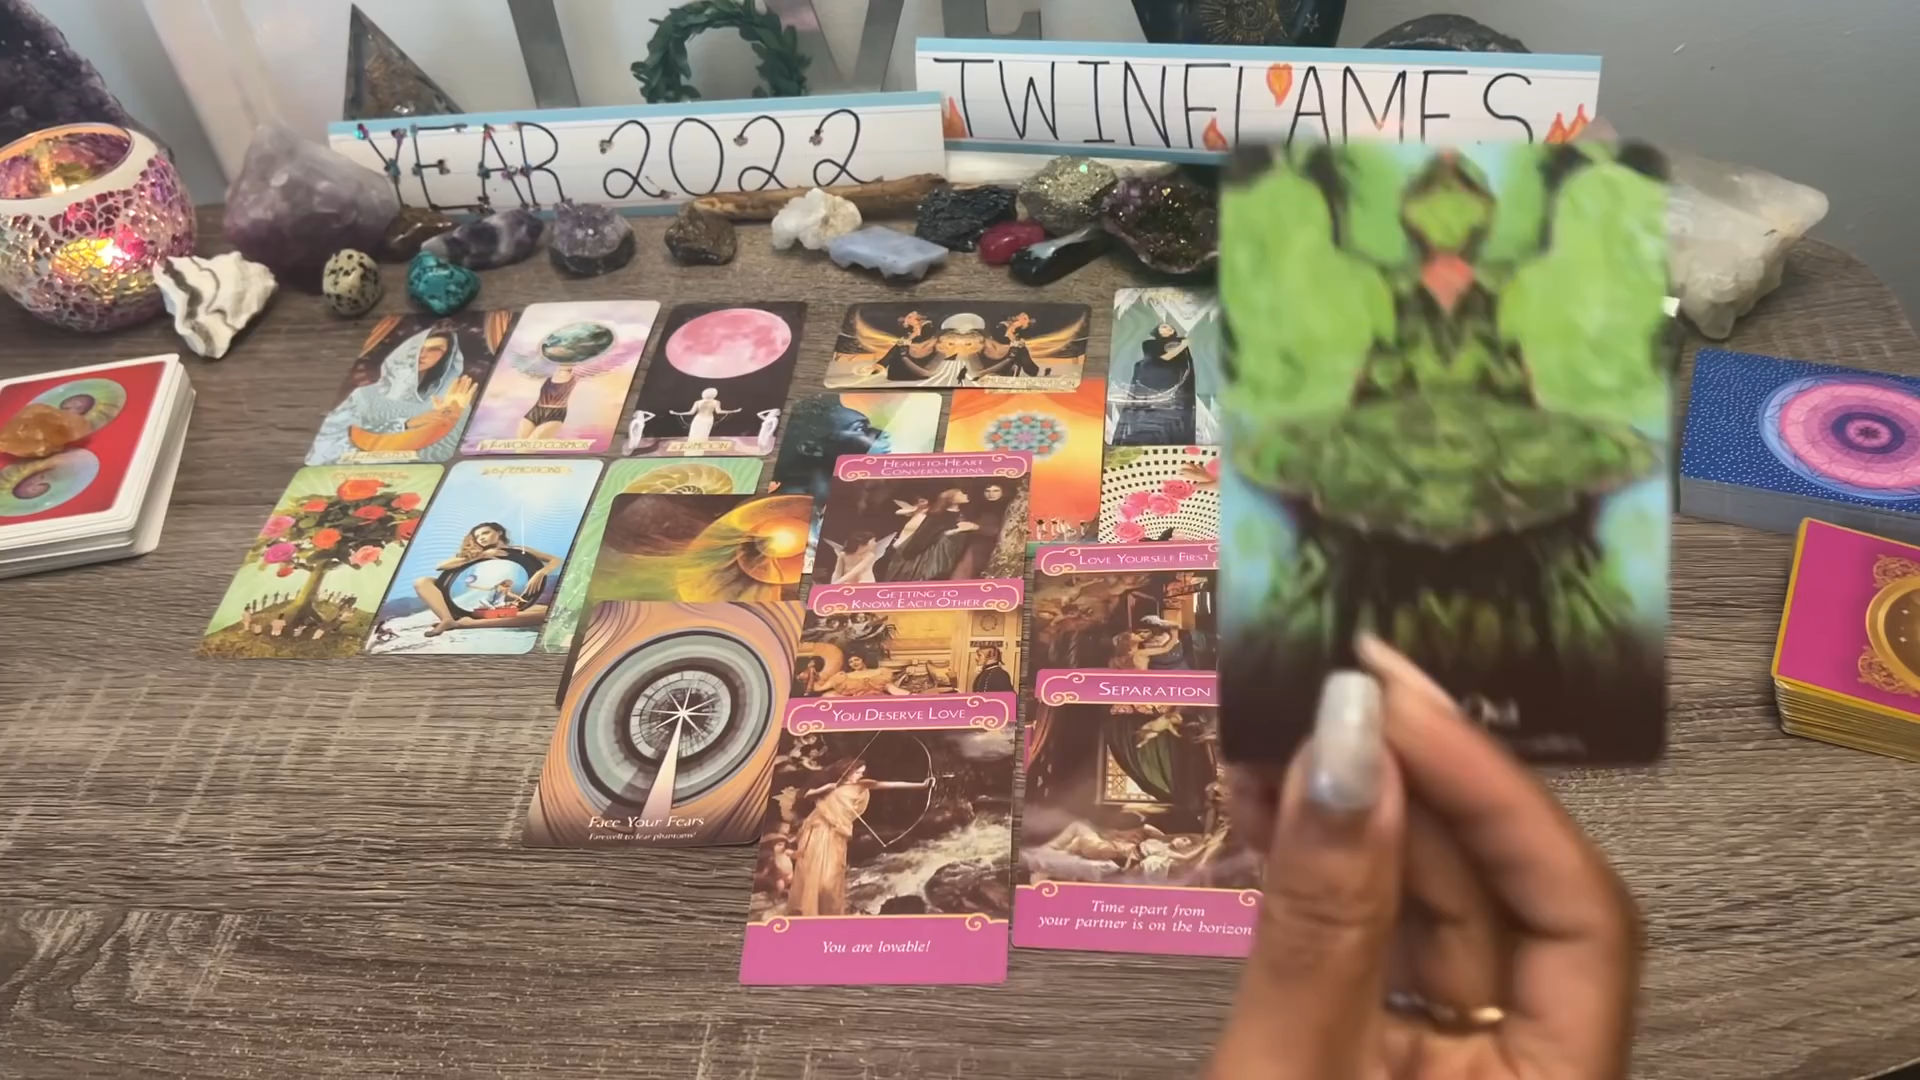 LOVE
YEAR 2022
TWINFLAMES
THE WORLD COSMOS
THE MOON
Heart-to-Heart
Conversations
Getting to
Know Each Other
Love Yourself First
You Deserve Love
Separation
Face Your Fears
Farewell to fear phantoms!
Time apart from
your partner is on the horizon.
You are lovable!